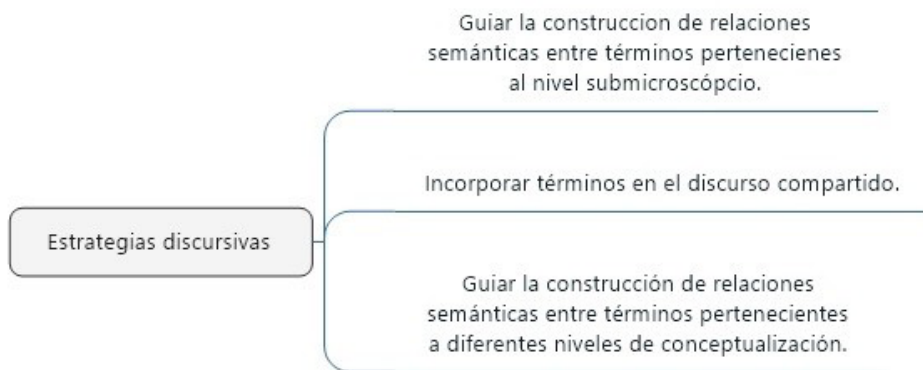 Guiar la construccion de relaciones
semánticas entre términos pertenecienes
al nivel submicroscópcio.
Incorporar términos en el discurso compartido.
Estrategias discursivas
Guiar la construcción de relaciones
semánticas entre términos pertenecientes
a diferentes niveles de conceptualización.